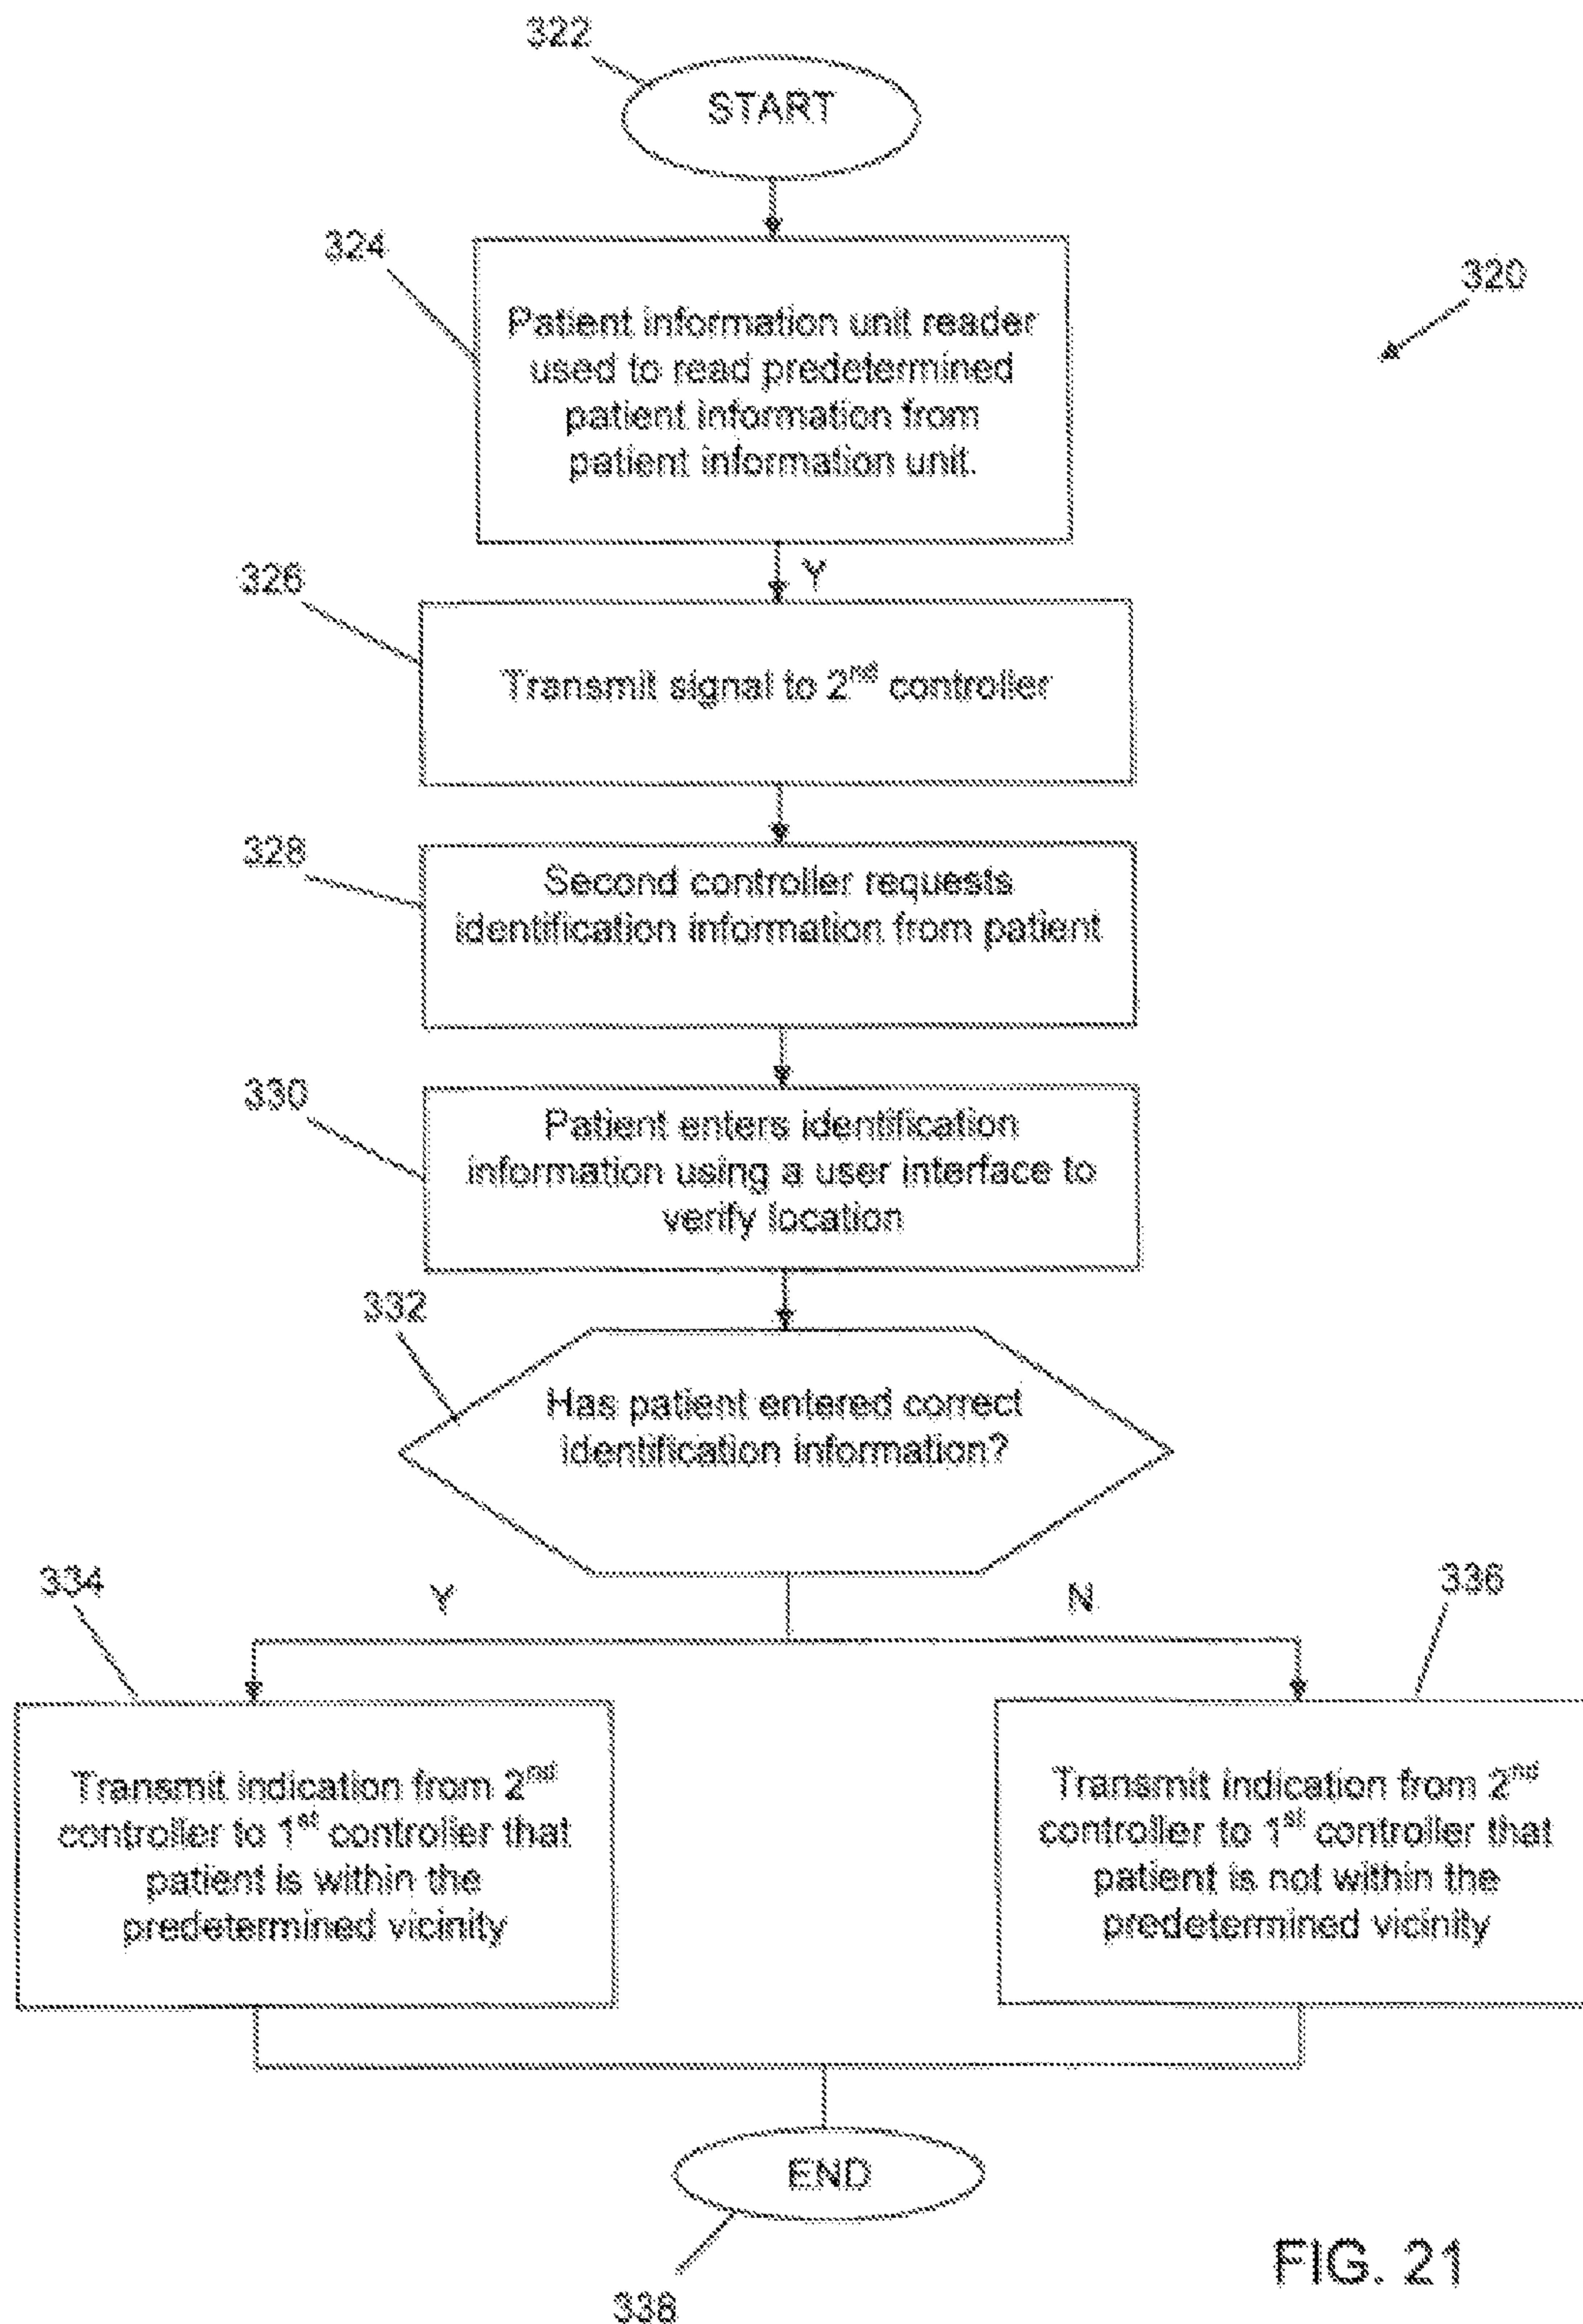 322
START
324
320
Patient information unit reader
used to read predetermined
patient information from
patient information unit.
326
Y
Transmit signal to 2nd controller
328
Second controller requests
identification information from patient
330
Patient enters identification
information using a user interface to
verify location
332
Has patient entered correct
identification information?
334
Y
N
336
Transmit indication from 2nd
controller to 1st controller that
patient is within the
predetermined vicinity
Transmit indication from 2nd
controller to 1st controller that
patient is not within the
predetermined vicinity
END
338
FIG. 21